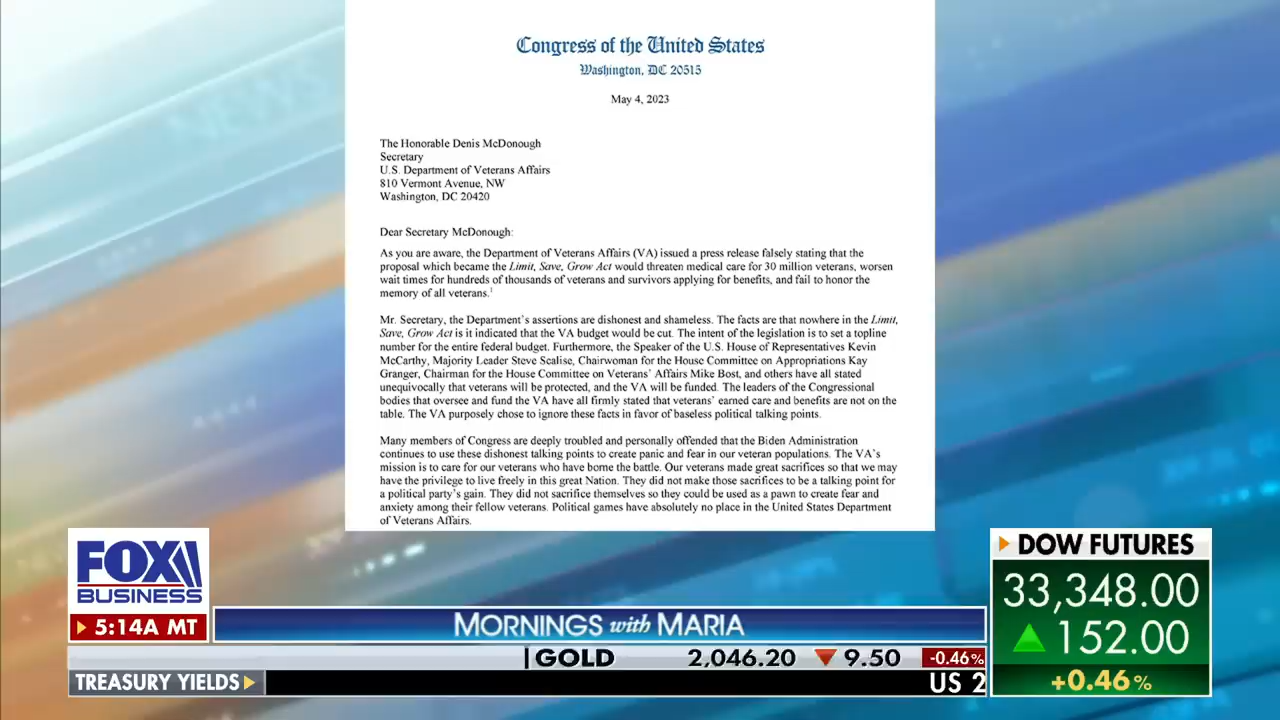 Congress of the United States
Washington, DC 20515
May 4, 2023
The Honorable Denis McDonough
Secretary
U.S. Department of Veterans Affairs
810 Vermont Avenue, NW
Washington, DC 20420
Dear Secretary McDonough:
As you are aware, the Department of Veterans Affairs (VA) issued a press release falsely stating that the
proposal which became the Limit, Save, Grow Act would threaten medical care for 30 million veterans, worsen
wait times for hundreds of thousands of veterans and survivors applying for benefits, and fail to honor the
memory of all veterans.1
Mr. Secretary, the Department's assertions are dishonest and shameless. The facts are that nowhere in the Limit,
Save, Grow Act is it indicated that the VA budget would be cut. The intent of the legislation is to set a topline
number for the entire federal budget. Furthermore, the Speaker of the U.S. House of Representatives Kevin
McCarthy, Majority Leader Steve Scalise, Chairwoman for the House Committee on Appropriations Kay
Granger, Chairman for the House Committee on Veterans' Affairs Mike Bost, and others have all stated
unequivocally that veterans will be protected, and the VA will be funded. The leaders of the Congressional
bodies that oversee and fund the VA have all firmly stated that veterans' earned care and benefits are not on the
table. The VA purposely chose to ignore these facts in favor of baseless political talking points.
Many members of Congress are deeply troubled and personally offended that the Biden Administration
continues to use these dishonest talking points to create panic and fear in our veteran populations. The VA's
mission is to care for our veterans who have borne the battle. Our veterans made great sacrifices so that we may
have the privilege to live freely in this great Nation. They did not make those sacrifices to be a talking point for
a political party's gain. They did not sacrifice themselves so they could be used as a pawn to create fear and
anxiety among their fellow veterans. Political games have absolutely no place in the United States Department
of Veterans Affairs.
FOX
BUSINESS
5:14A MT
MORNINGS with MARIA
GOLD 2,046.20 ▼ 9.50 -0.46%
TREASURY YIELDS
US 2
DOW FUTURES
33,348.00
▲ 152.00
+0.46%